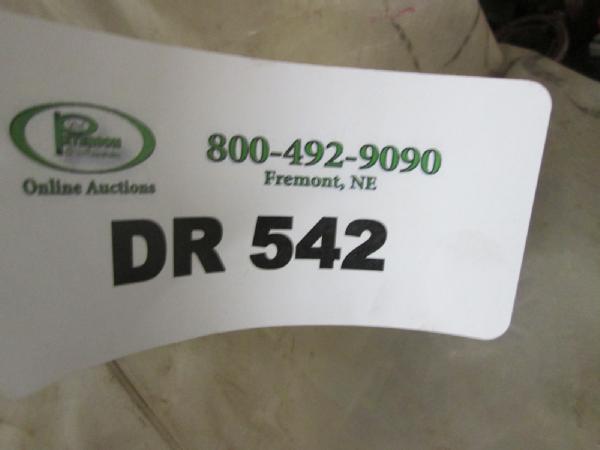 800-492-9090
Fremont, NE
Online Auctions
DR 542